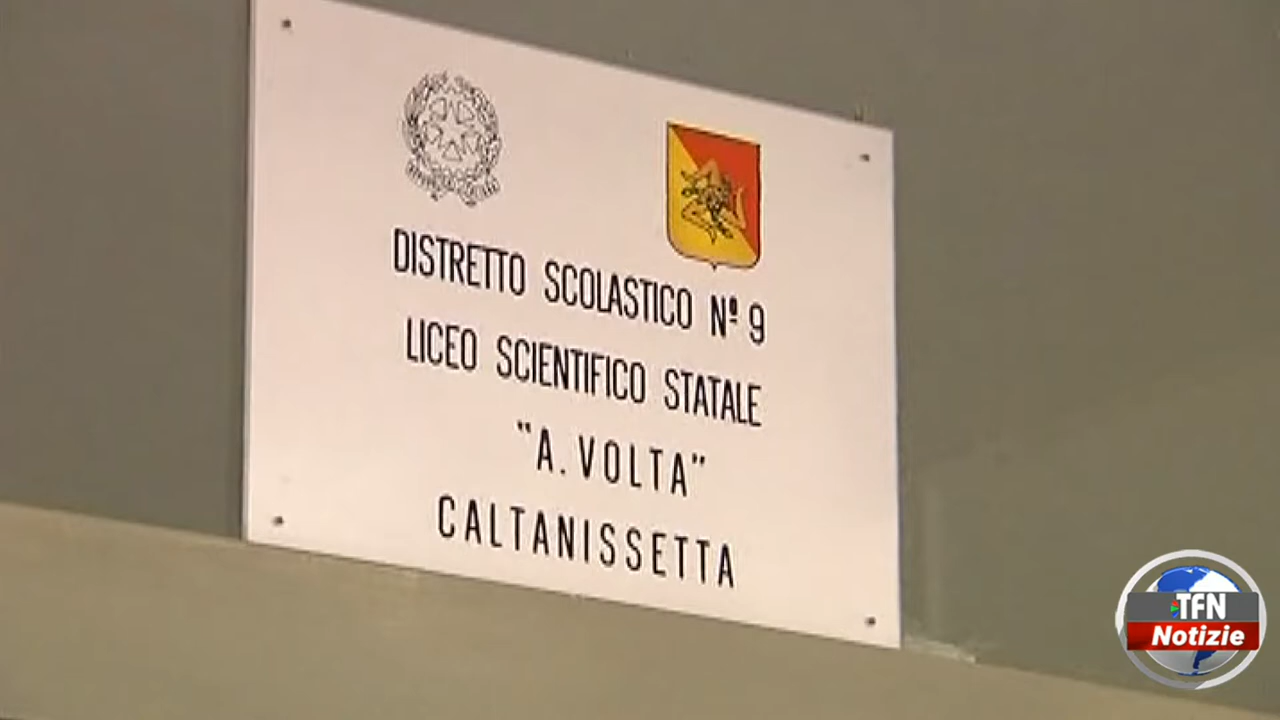 DISTRETTO SCOLASTICO Nº 9
LICEO SCIENTIFICO STATALE
"A. VOLTA"
CALTANISSETTA
TFN
Notizie